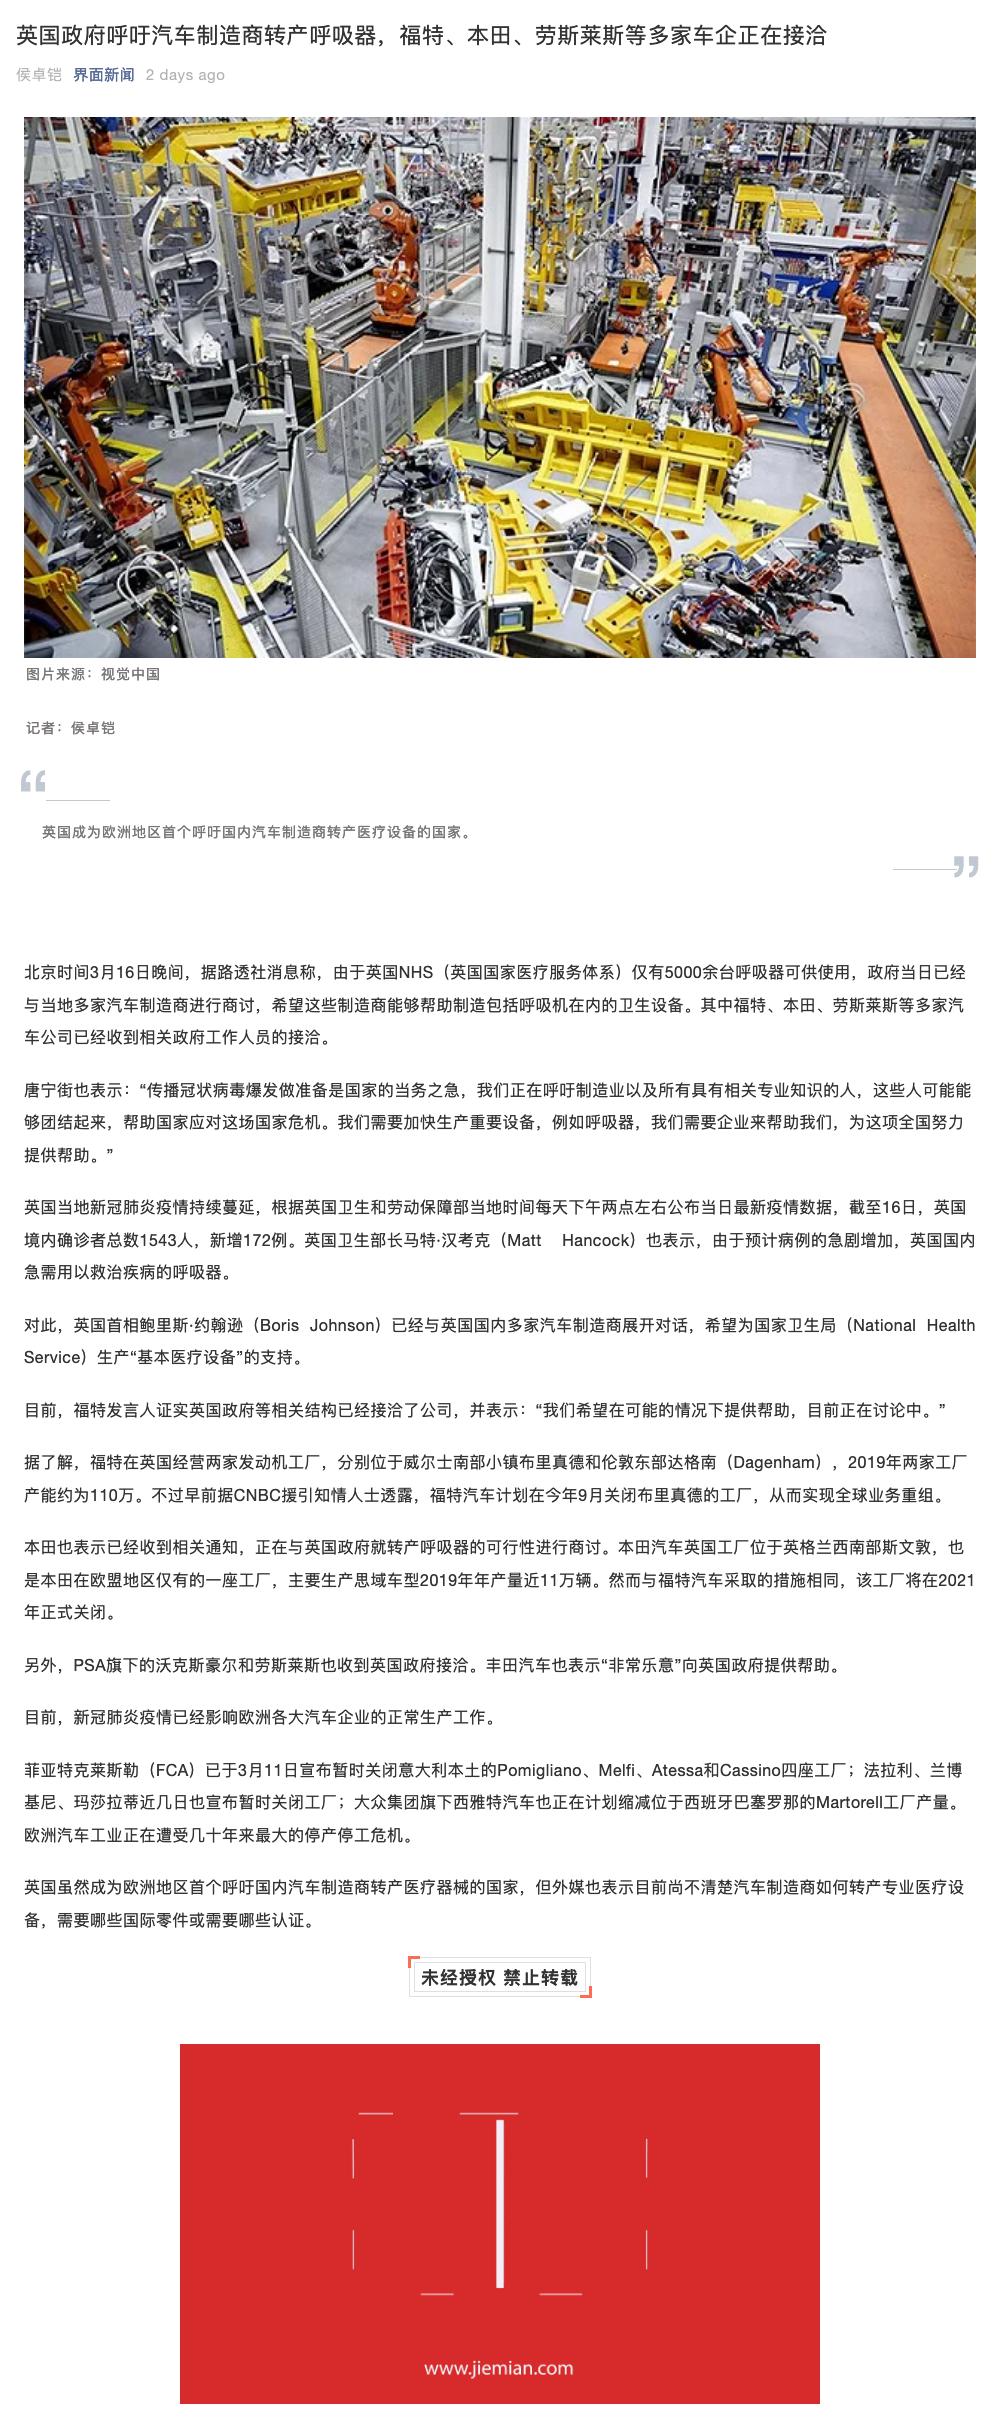 英国政府呼吁汽车制造商转产呼吸器，福特、本田、劳斯莱斯等多家车企正在接洽
侯卓铠 界面新闻 2 days ago
图片来源：视觉中国
记者：侯卓铠
“
英国成为欧洲地区首个呼吁国内汽车制造商转产医疗设备的国家。
”
北京时间3月16日晚间，据路透社消息称，由于英国NHS（英国国家医疗服务体系）仅有5000余台呼吸器可供使用，政府当日已经
与当地多家汽车制造商进行商讨，希望这些制造商能够帮助制造包括呼吸机在内的卫生设备。其中福特、本田、劳斯莱斯等多家汽
车公司已经收到相关政府工作人员的接洽。
唐宁街也表示：“传播冠状病毒爆发做准备是国家的当务之急，我们正在呼吁制造业以及所有具有相关专业知识的人，这些人可能能
够团结起来，帮助国家应对这场国家危机。我们需要加快生产重要设备，例如呼吸器，我们需要企业来帮助我们，为这项全国努力
提供帮助。”
英国当地新冠肺炎疫情持续蔓延，根据英国卫生和劳动保障部当地时间每天下午两点左右公布当日最新疫情数据，截至16日，英国
境内确诊者总数1543人，新增172例。英国卫生部长马特·汉考克（Matt Hancock）也表示，由于预计病例的急剧增加，英国国内
急需用以救治疾病的呼吸器。
对此，英国首相鲍里斯·约翰逊（Boris Johnson）已经与英国国内多家汽车制造商展开对话，希望为国家卫生局（National Health
Service）生产“基本医疗设备”的支持。
目前，福特发言人证实英国政府等相关结构已经接洽了公司，并表示：“我们希望在可能的情况下提供帮助，目前正在讨论中。”
据了解，福特在英国经营两家发动机工厂，分别位于威尔士南部小镇布里真德和伦敦东部达格南（Dagenham），2019年两家工厂
产能约为110万。不过早前据CNBC援引知情人士透露，福特汽车计划在今年9月关闭布里真德的工厂，从而实现全球业务重组。
本田也表示已经收到相关通知，正在与英国政府就转产呼吸器的可行性进行商讨。本田汽车英国工厂位于英格兰西南部斯文敦，也
是本田在欧盟地区仅有的一座工厂，主要生产思域车型2019年年产量近11万辆。然而与福特汽车采取的措施相同，该工厂将在2021
年正式关闭。
另外，PSA旗下的沃克斯豪尔和劳斯莱斯也收到英国政府接洽。丰田汽车也表示“非常乐意”向英国政府提供帮助。
目前，新冠肺炎疫情已经影响欧洲各大汽车企业的正常生产工作。
菲亚特克莱斯勒（FCA）已于3月11日宣布暂时关闭意大利本土的Pomigliano、Melfi、Atessa和Cassino四座工厂；法拉利、兰博
基尼、玛莎拉蒂近几日也宣布暂时关闭工厂；大众集团旗下西雅特汽车也正在计划缩减位于西班牙巴塞罗那的Martorell工厂产量。
欧洲汽车工业正在遭受几十年来最大的停产停工危机。
英国虽然成为欧洲地区首个呼吁国内汽车制造商转产医疗器械的国家，但外媒也表示目前尚不清楚汽车制造商如何转产专业医疗设
备，需要哪些国际零件或需要哪些认证。
未经授权 禁止转载
www.jiemian.com